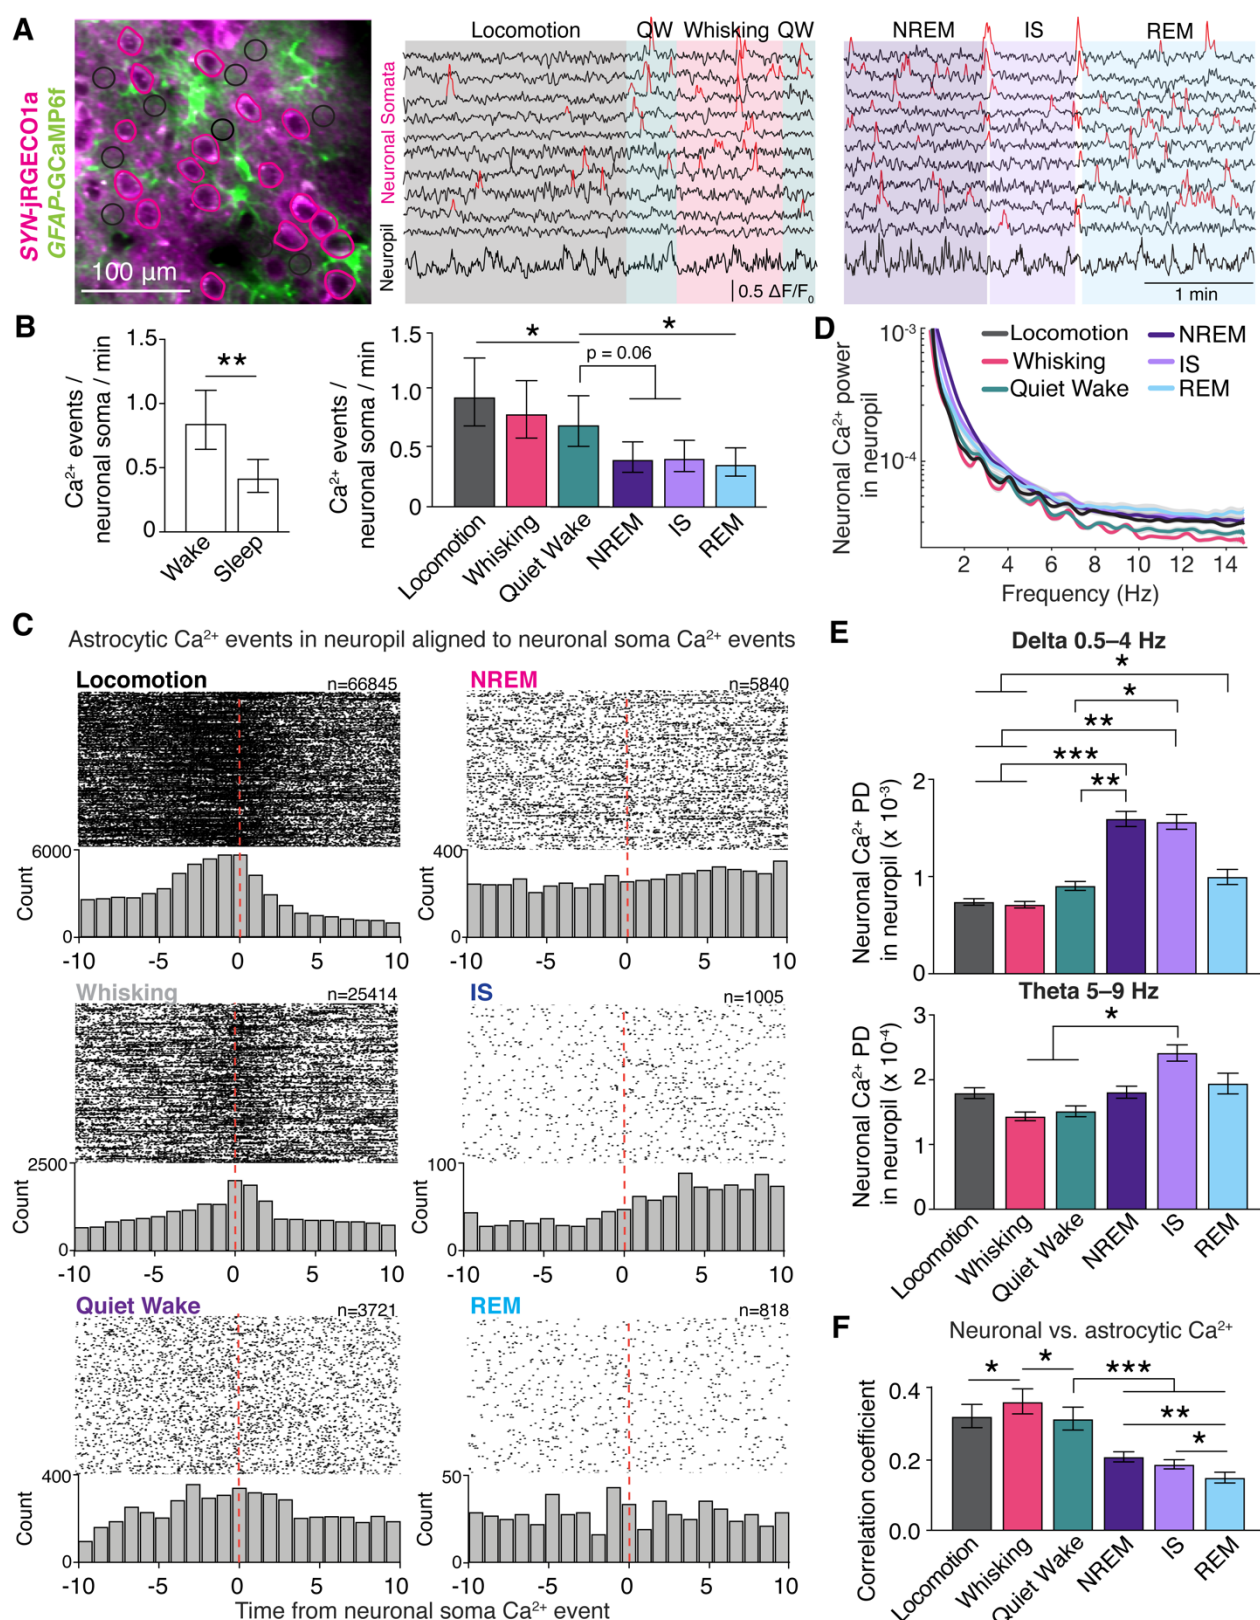 A
SYN-jRGECO1a
GFAP-GCaMP6f
100 µm
Locomotion QW Whisking QW
Neuronal Somata
Neuropil
0.5 ΔF/F₀
NREM IS REM
1 min
B
Ca²⁺ events /
neuronal soma / min
1.5
1.0
0.5
0
**
Wake
Sleep
Ca²⁺ events /
neuronal soma / min
1.5
1.0
0.5
0
*
*
p = 0.06
Locomotion
Whisking
Quiet Wake
NREM
IS
REM
D
Neuronal Ca²⁺ power
in neuropil
10⁻³
10⁻⁴
Locomotion
Whisking
Quiet Wake
NREM
IS
REM
2 4 6 8 10 12 14
Frequency (Hz)
C
Astrocytic Ca²⁺ events in neuropil aligned to neuronal soma Ca²⁺ events
Locomotion
n=66845
Count
6000
0
-10 -5 0 5 10
NREM
n=5840
Count
400
0
-10 -5 0 5 10
Whisking
n=25414
Count
2500
0
-10 -5 0 5 10
IS
n=1005
Count
100
0
-10 -5 0 5 10
Quiet Wake
n=3721
Count
400
0
-10 -5 0 5 10
REM
n=818
Count
50
0
-10 -5 0 5 10
Time from neuronal soma Ca²⁺ event
E
Delta 0.5–4 Hz
*
*
**
***
**
Neuronal Ca²⁺ PD
in neuropil (x 10⁻³)
2
1
0
Theta 5–9 Hz
*
Neuronal Ca²⁺ PD
in neuropil (x 10⁻⁴)
3
2
1
0
Locomotion
Whisking
Quiet Wake
NREM
IS
REM
F
Neuronal vs. astrocytic Ca²⁺
* * ***
**
*
Correlation coefficient
0.4
0.2
0.0
Locomotion
Whisking
Quiet Wake
NREM
IS
REM